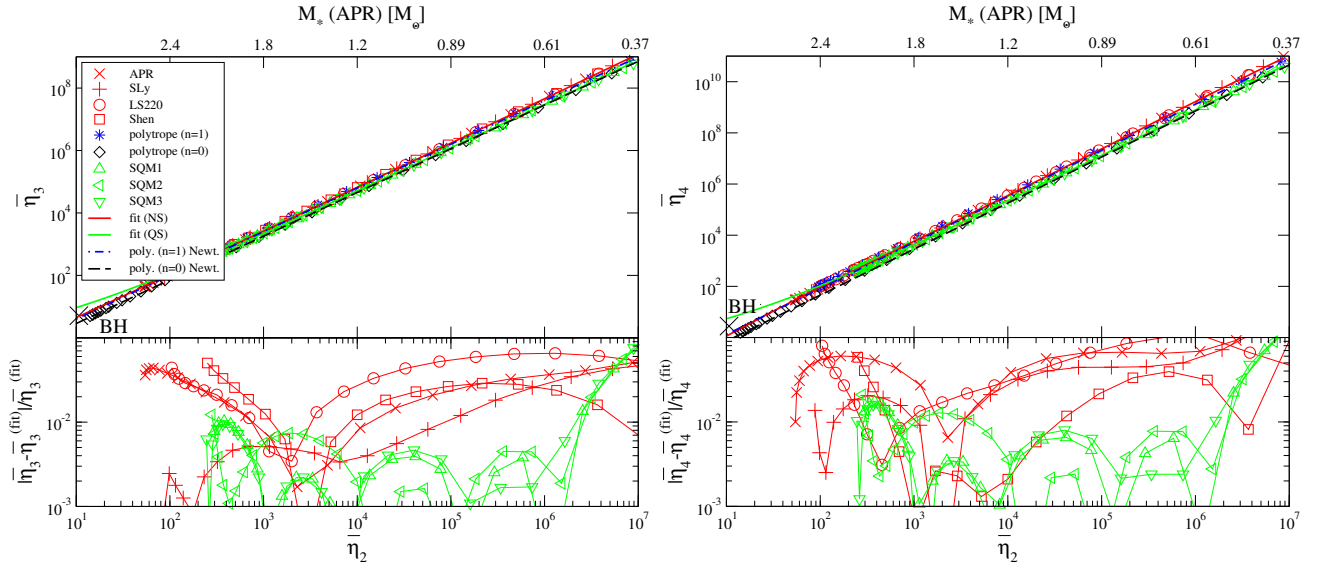 M* (APR) [M⊙]
2.4 1.8 1.2 0.89 0.61 0.37
10^8
10^6
10^4
10^2
η̅_3
APR
SLy
LS220
Shen
polytrope (n=1)
polytrope (n=0)
SQM1
SQM2
SQM3
fit (NS)
fit (QS)
poly. (n=1) Newt.
poly. (n=0) Newt.
BH
10^-2
10^-3
|η̅_3-η̅_3^(fit)|/η̅_3^(fit)
10^1 10^2 10^3 10^4 10^5 10^6 10^7
η̅_2
M* (APR) [M⊙]
2.4 1.8 1.2 0.89 0.61 0.37
10^10
10^8
10^6
10^4
10^2
η̅_4
BH
10^-2
10^-3
|η̅_4-η̅_4^(fit)|/η̅_4^(fit)
10^1 10^2 10^3 10^4 10^5 10^6 10^7
η̅_2